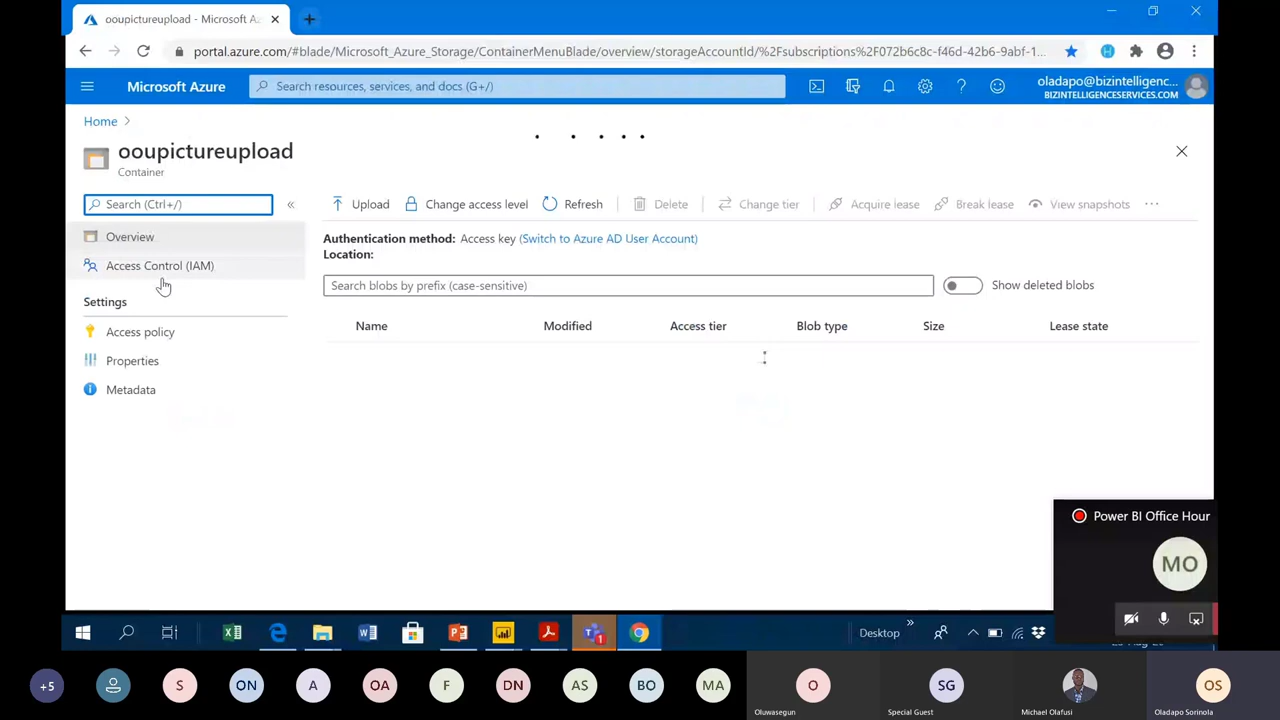 ooupictureupload - Microsoft Az
portal.azure.com/#blade/Microsoft_Azure_Storage/ContainerMenuBlade/overview/storageAccountId/%2Fsubscriptions%2F072b6c8c-f46d-42b6-9abf-1...
Microsoft Azure
Search resources, services, and docs (G+/)
oladapo@bizintelligenc...
BIZINTELLIGENCESERVICES.COM
Home >
ooupictureupload
Container
Search (Ctrl+/)
«
Upload
Change access level
Refresh
Delete
Change tier
Acquire lease
Break lease
View snapshots
...
Overview
Access Control (IAM)
Settings
Access policy
Properties
Metadata
Authentication method: Access key (Switch to Azure AD User Account)
Location:
Search blobs by prefix (case-sensitive)
Show deleted blobs
Name Modified Access tier Blob type Size Lease state
Power BI Office Hour
MO
Desktop
»
+5
S
ON
A
OA
F
DN
AS
BO
MA
O
Oluwasegun
SG
Special Guest
Michael Olafusi
OS
Oladapo Sorinola